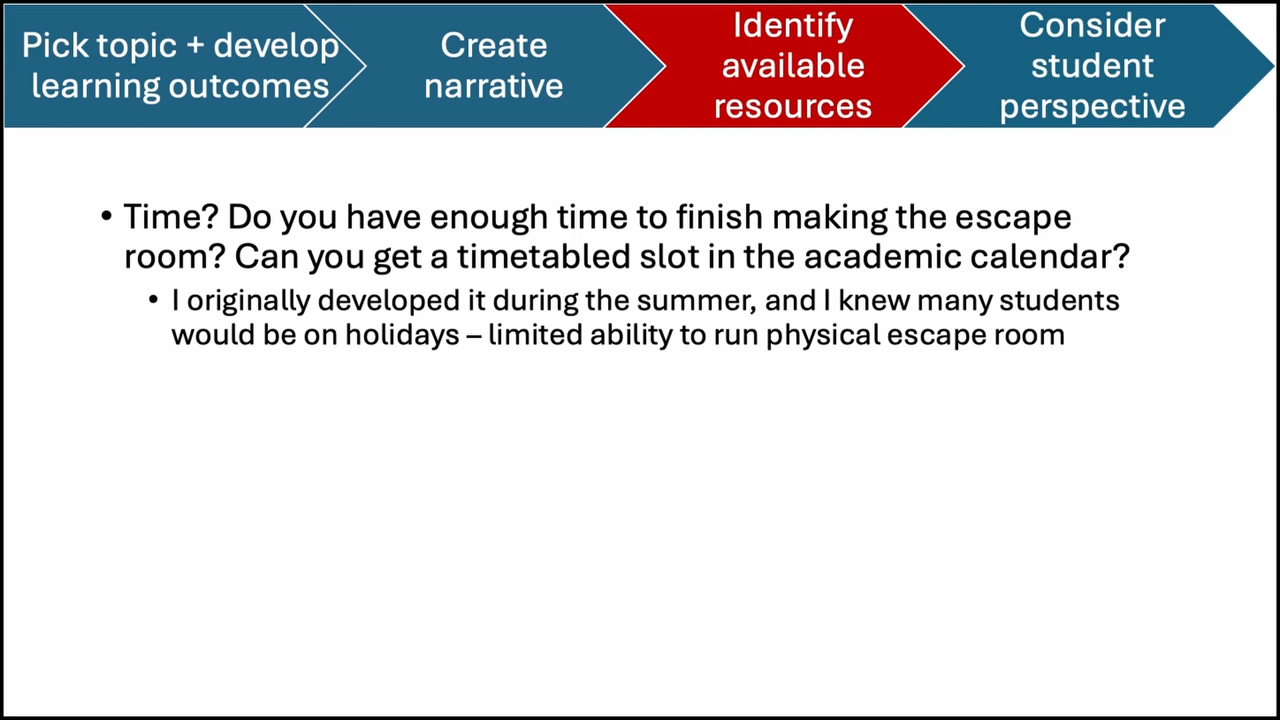 Pick topic + develop
learning outcomes
Create
narrative
Identify
available
resources
Consider
student
perspective
• Time? Do you have enough time to finish making the escape
room? Can you get a timetabled slot in the academic calendar?
• I originally developed it during the summer, and I knew many students
would be on holidays – limited ability to run physical escape room